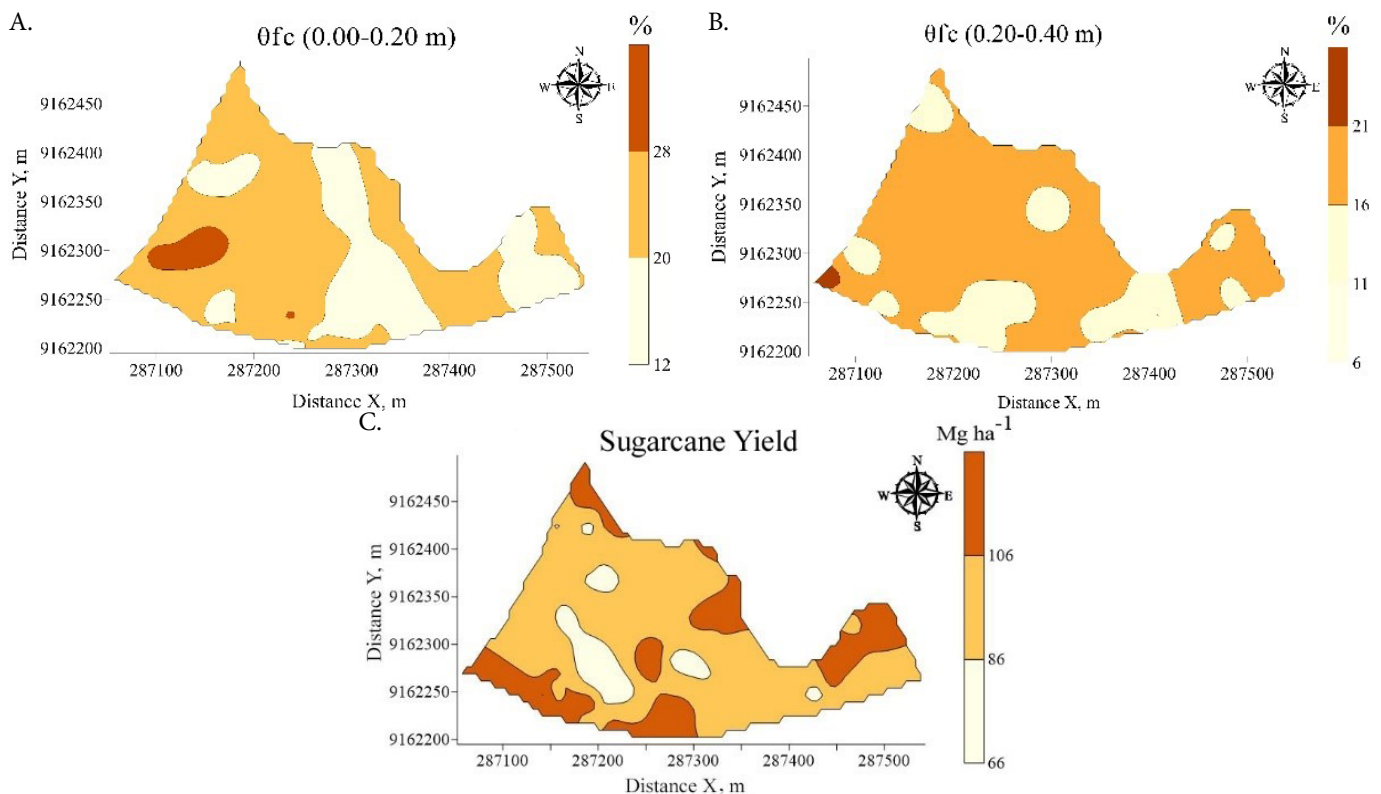 A.
θfc (0.00-0.20 m)
%
N
W
E
S
28
20
12
Distance Y, m
9162450
9162400
9162350
9162300
9162250
9162200
287100 287200 287300 287400 287500
Distance X, m
B.
θfc (0.20-0.40 m)
%
N
W E
S
21
16
11
6
Distance Y, m
9162450
9162400
9162350
9162300
9162250
9162200
287100 287200 287300 287400 287500
Distance X, m
C.
Sugarcane Yield
Mg ha⁻¹
N
W E
S
106
86
66
Distance Y, m
9162450
9162400
9162350
9162300
9162250
9162200
287100 287200 287300 287400 287500
Distance X, m